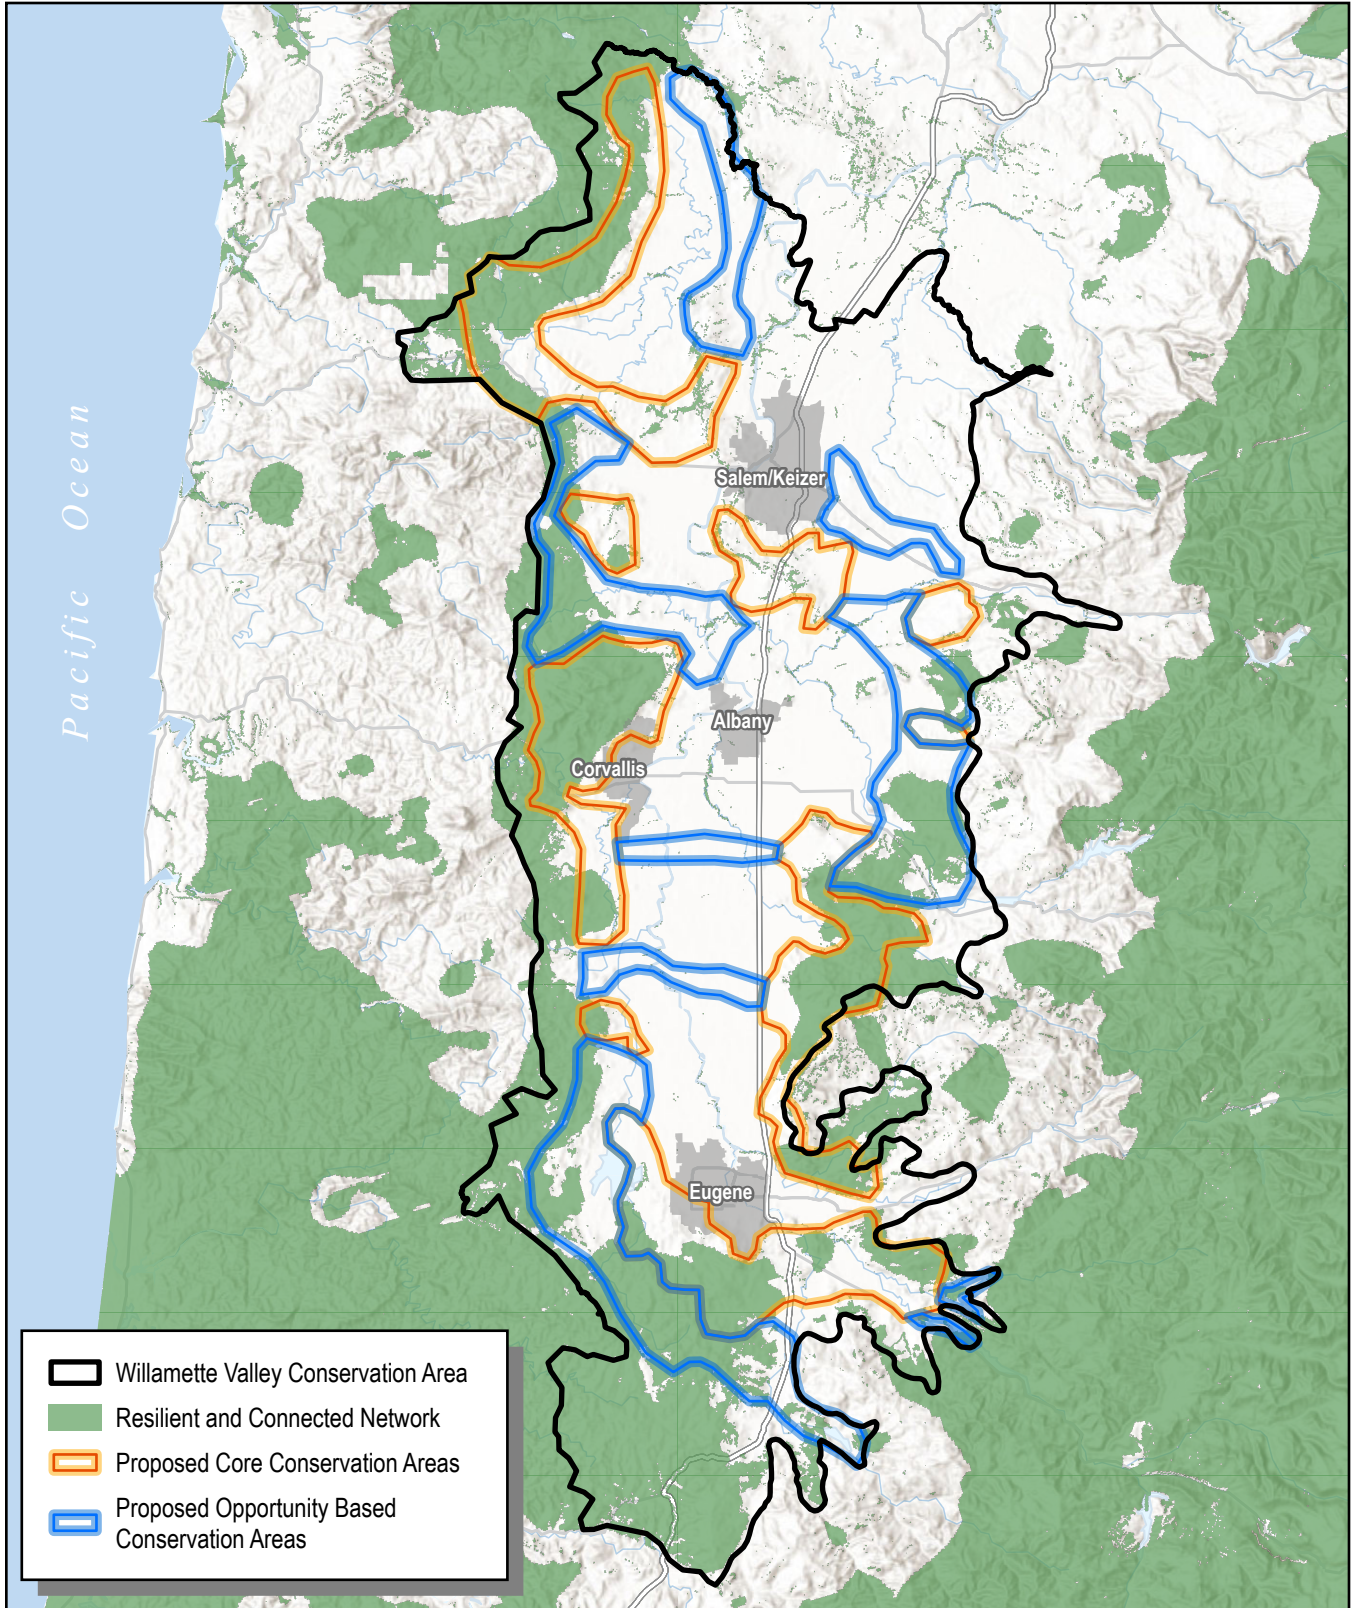 Pacific Ocean
Salem/Keizer
Albany
Corvallis
Eugene
Willamette Valley Conservation Area
Resilient and Connected Network
Proposed Core Conservation Areas
Proposed Opportunity Based
Conservation Areas